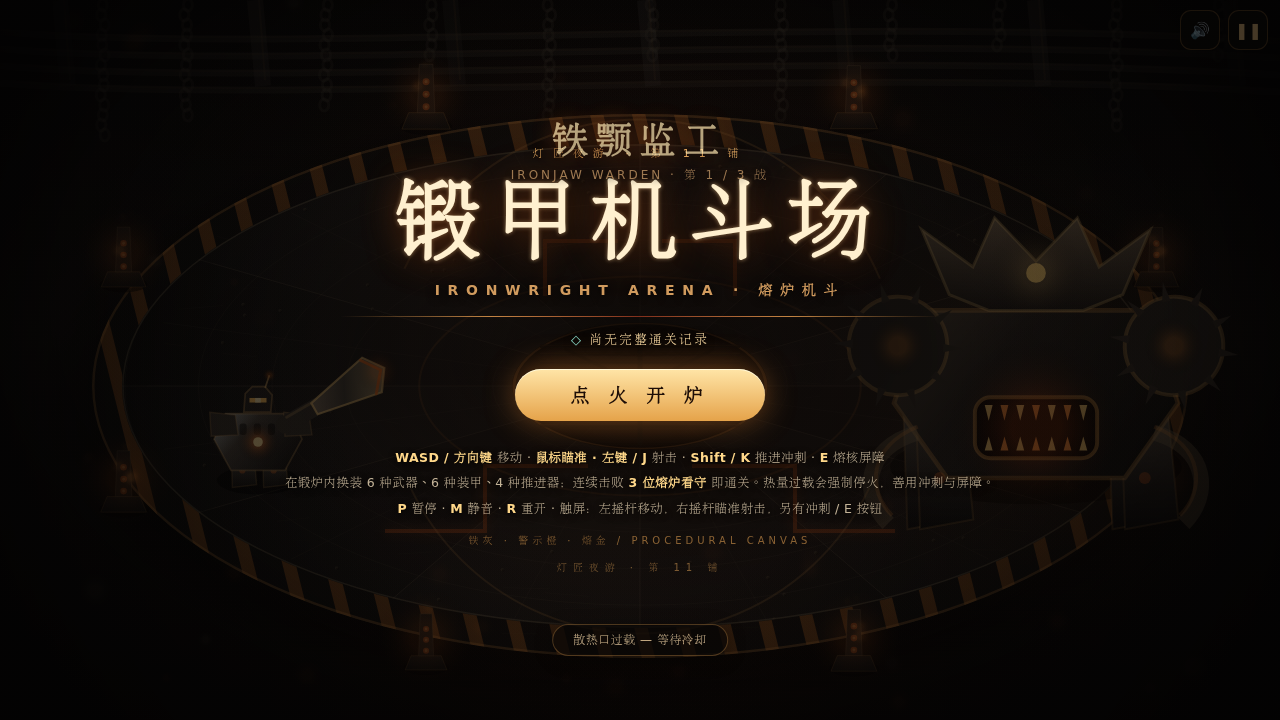 铁颚监工
灯匠夜游 · 第 11 铺
IRONJAW WARDEN · 第 1 / 3 战
锻甲机斗场
IRONWRIGHT ARENA · 熔炉机斗
◇ 尚无完整通关记录
点火开炉
WASD / 方向键 移动 · 鼠标瞄准 · 左键 / J 射击 · Shift / K 推进冲刺 · E 熔核屏障
在锻炉内换装 6 种武器、6 种装甲、4 种推进器；连续击败 3 位熔炉看守 即通关。热量过载会强制停火，善用冲刺与屏障。
P 暂停 · M 静音 · R 重开 · 触屏：左摇杆移动，右摇杆瞄准射击，另有冲刺 / E 按钮
铁灰 · 警示橙 · 熔金 / PROCEDURAL CANVAS
灯匠夜游 · 第 11 铺
散热口过载 — 等待冷却